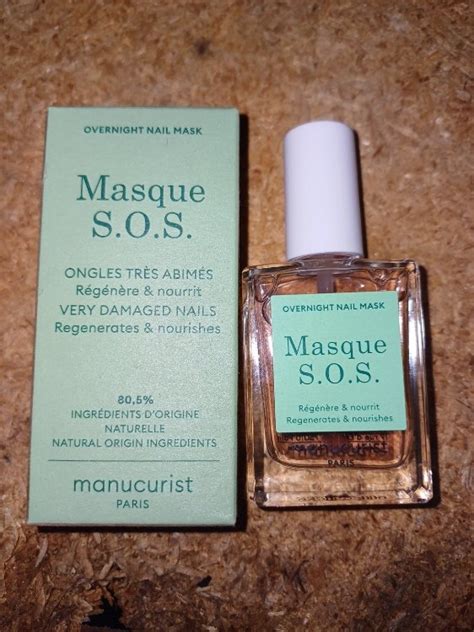 OVERNIGHT NAIL MASK
Masque
S.O.S.
ONGLES TRÈS ABIMÉS
Régénère & nourrit
VERY DAMAGED NAILS
Regenerates & nourishes
80,5%
INGRÉDIENTS D'ORIGINE
NATURELLE
NATURAL ORIGIN INGREDIENTS
manucurist
PARIS
OVERNIGHT NAIL MASK
Masque
S.O.S.
Régénère & nourrit
Regenerates & nourishes
manucurist
PARIS